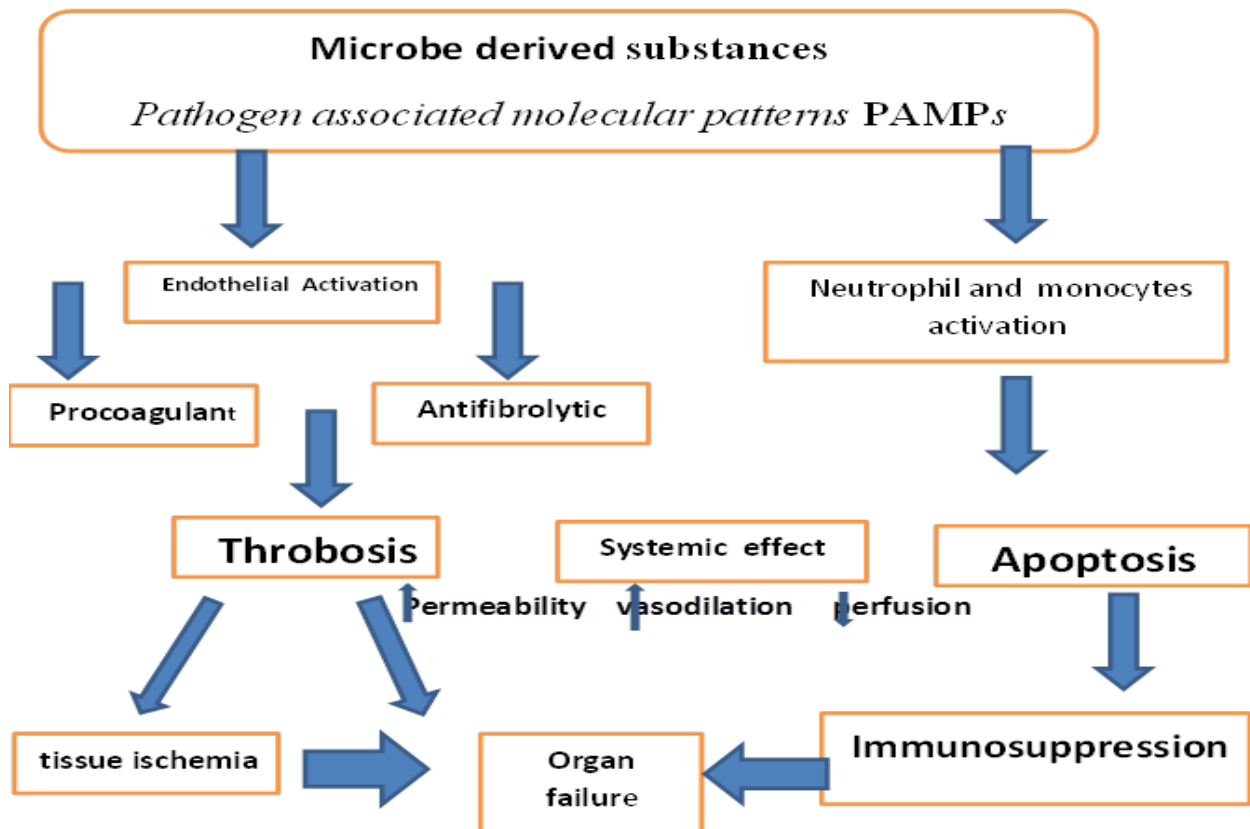 Microbe derived substances
Pathogen associated molecular patterns PAMPs
Endothelial Activation
Neutrophil and monocytes
activation
Procoagulant
Antifibrolytic
Throbosis
Systemic effect
Apoptosis
Permeability vasodilation perfusion
tissue ischemia
Organ
failure
Immunosuppression